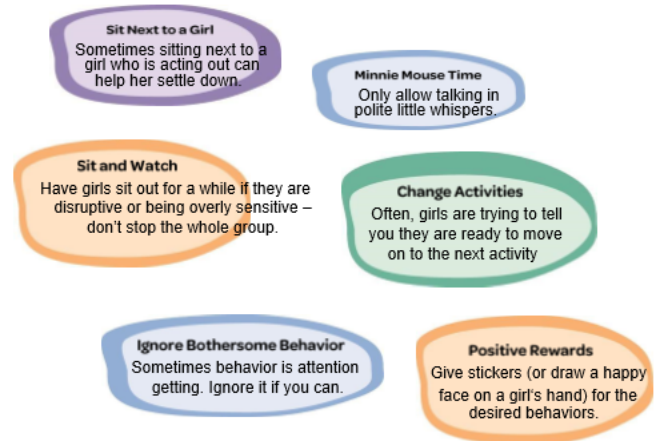 Sit Next to a Girl
Sometimes sitting next to a
girl who is acting out can
help her settle down.
Minnie Mouse Time
Only allow talking in
polite little whispers.
Sit and Watch
Have girls sit out for a while if they are
disruptive or being overly sensitive –
don't stop the whole group.
Change Activities
Often, girls are trying to tell
you they are ready to move
on to the next activity
Ignore Bothersome Behavior
Sometimes behavior is attention
getting. Ignore it if you can.
Positive Rewards
Give stickers (or draw a happy
face on a girl's hand) for the
desired behaviors.